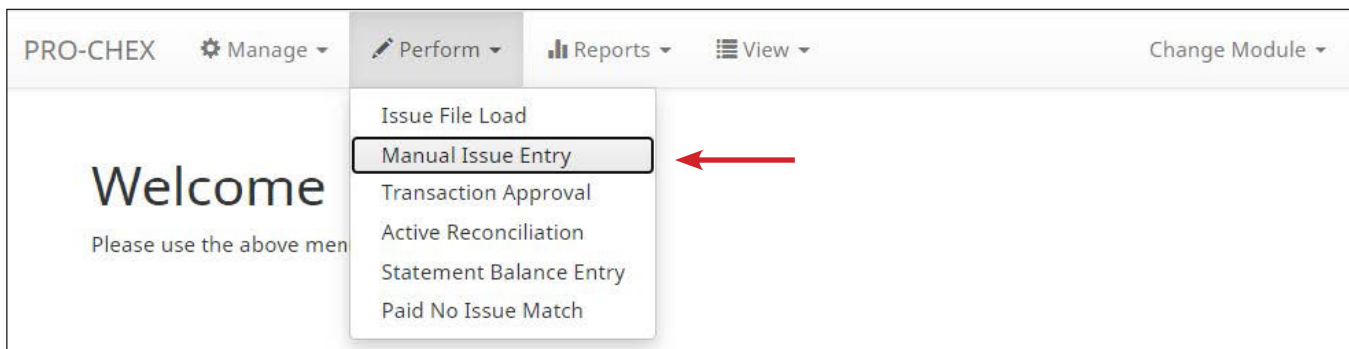 PRO-CHEX Manage Perform Reports View Change Module
Issue File Load
Manual Issue Entry
Transaction Approval
Active Reconciliation
Statement Balance Entry
Paid No Issue Match
Welcome
Please use the above